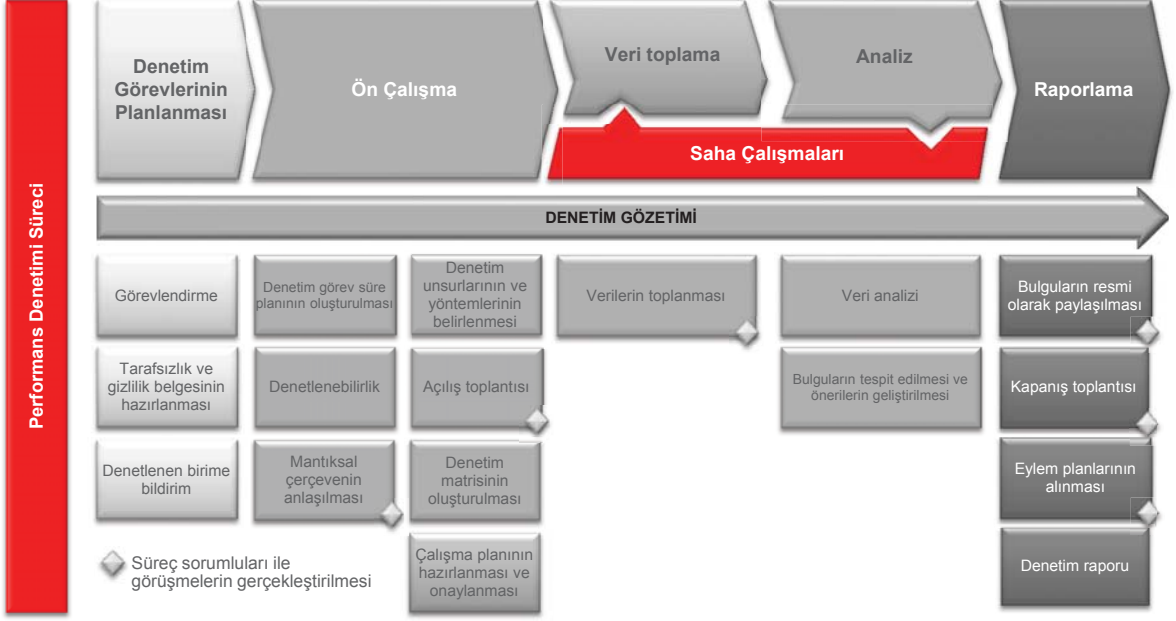 Performans Denetimi Süreci
Denetim
Görevlerinin
Planlanması
Ön Çalışma
Veri toplama
Analiz
Raporlama
Saha Çalışmaları
DENETİM GÖZETİMİ
Görevlendirme
Tarafsızlık ve
gizlilik belgesinin
hazırlanması
Denetlenen birime
bildirim
Denetim görev süre
planının oluşturulması
Denetlenebilirlik
Mantıksal
çerçevenin
anlaşılması
Denetim
unsurlarının ve
yöntemlerinin
belirlenmesi
Açılış toplantısı
Denetim
matrisinin
oluşturulması
Çalışma planının
hazırlanması ve
onaylanması
Verilerin toplanması
Veri analizi
Bulguların tespit edilmesi ve
önerilerin geliştirilmesi
Bulguların resmi
olarak paylaşılması
Kapanış toplantısı
Eylem planlarının
alınması
Denetim raporu
Süreç sorumluları ile
görüşmelerin gerçekleştirilmesi